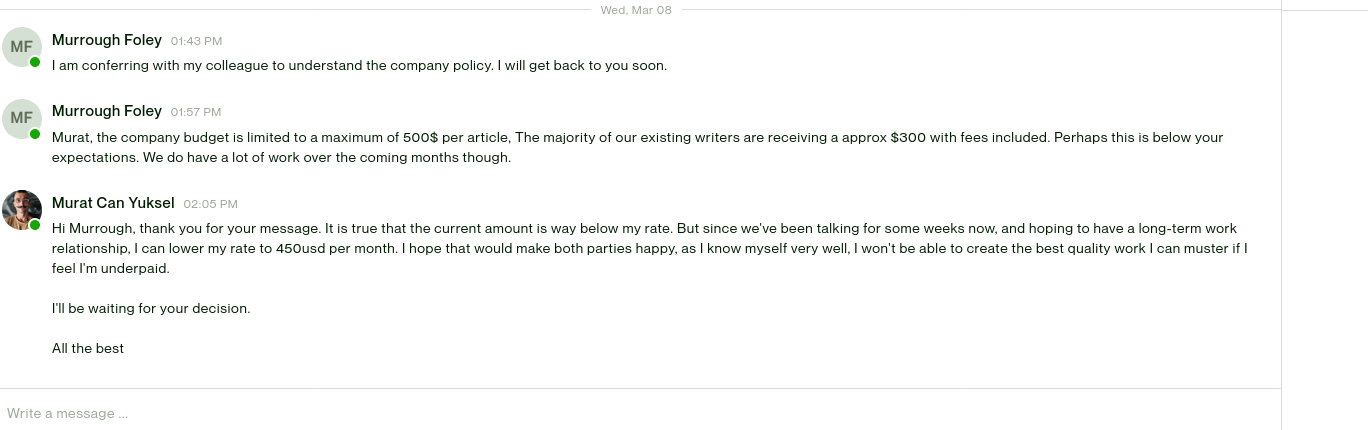 Wed, Mar 08
MF
Murrough Foley 01:43 PM
I am conferring with my colleague to understand the company policy. I will get back to you soon.
MF
Murrough Foley 01:57 PM
Murat, the company budget is limited to a maximum of 500$ per article, The majority of our existing writers are receiving a approx $300 with fees included. Perhaps this is below your
expectations. We do have a lot of work over the coming months though.
Murat Can Yuksel 02:05 PM
Hi Murrough, thank you for your message. It is true that the current amount is way below my rate. But since we've been talking for some weeks now, and hoping to have a long-term work
relationship, I can lower my rate to 450usd per month. I hope that would make both parties happy, as I know myself very well, I won't be able to create the best quality work I can muster if I
feel I'm underpaid.
I'll be waiting for your decision.
All the best
Write a message ...